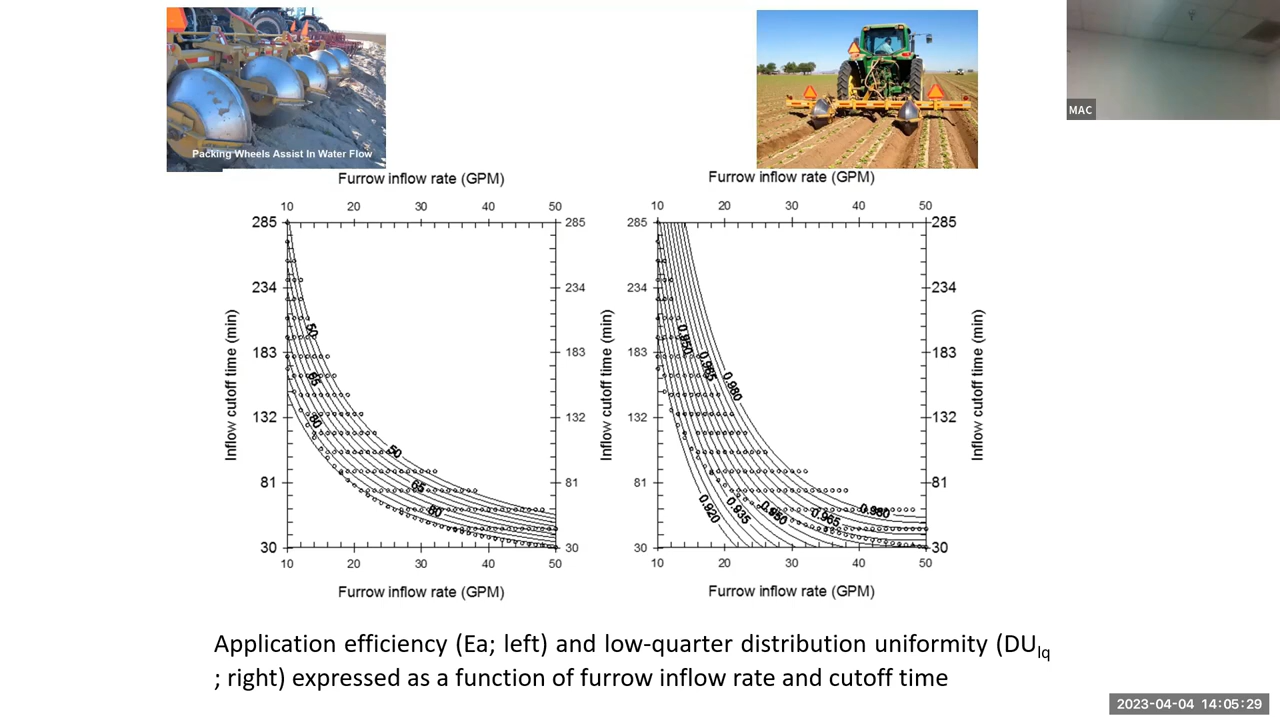 MAC
Packing Wheels Assist In Water Flow
Furrow inflow rate (GPM)
10 20 30 40 50
285 285
234 234
183 183
132 132
81 81
30 30
Inflow cutoff time (min)
50
65
80
50
65
80
10 20 30 40 50
Furrow inflow rate (GPM)
Furrow inflow rate (GPM)
10 20 30 40 50
285 285
234 234
183 183
132 132
81 81
30 30
Inflow cutoff time (min)
Inflow cutoff time (min)
0.950
0.965
0.980
0.920
0.935
0.950
0.965
0.980
10 20 30 40 50
Furrow inflow rate (GPM)
Application efficiency (Ea; left) and low-quarter distribution uniformity (DUlq
; right) expressed as a function of furrow inflow rate and cutoff time
2023-04-04 14:05:29